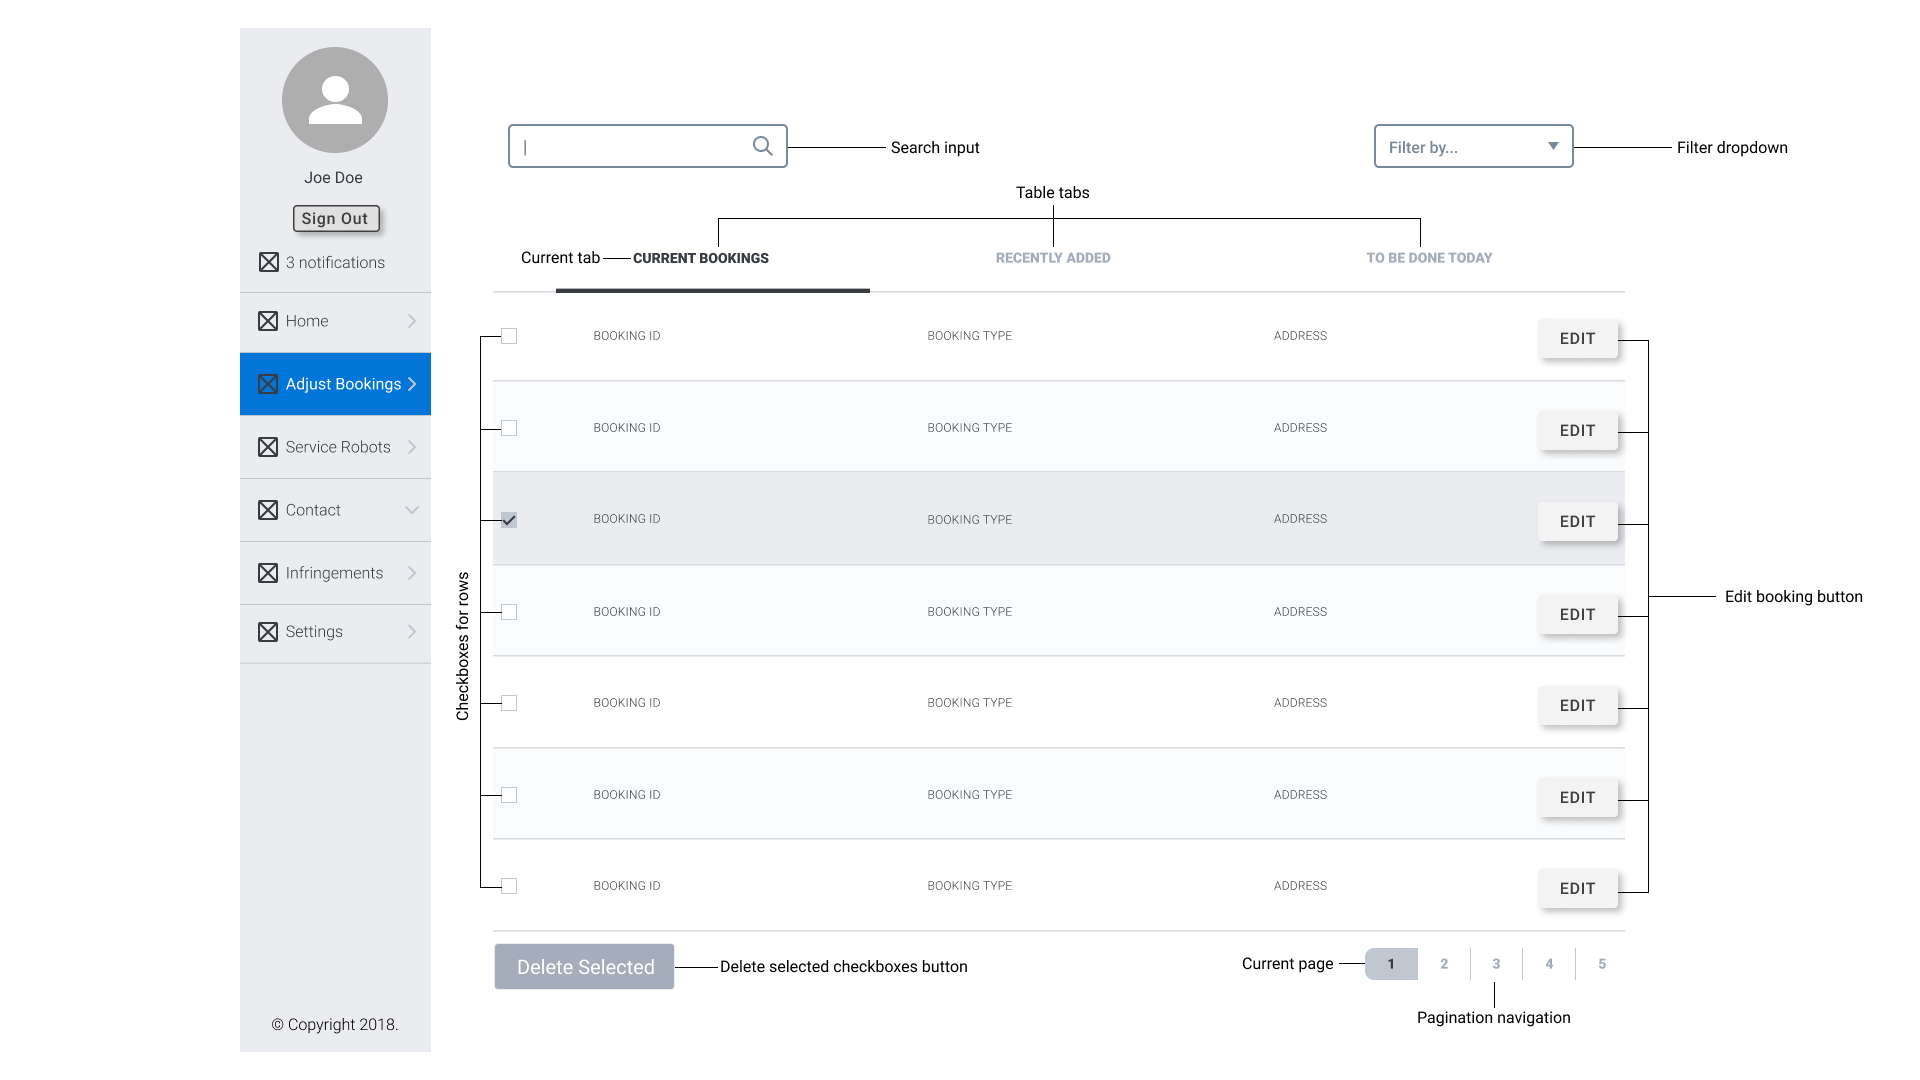 Joe Doe
Sign Out
3 notifications
Home
Adjust Bookings
Service Robots
Contact
Infringements
Settings
© Copyright 2018.
Search input
Filter by...
Filter dropdown
Table tabs
Current tab
CURRENT BOOKINGS
RECENTLY ADDED
TO BE DONE TODAY
Checkboxes for rows
BOOKING ID BOOKING TYPE ADDRESS EDIT
BOOKING ID BOOKING TYPE ADDRESS EDIT
BOOKING ID BOOKING TYPE ADDRESS EDIT
BOOKING ID BOOKING TYPE ADDRESS EDIT
BOOKING ID BOOKING TYPE ADDRESS EDIT
BOOKING ID BOOKING TYPE ADDRESS EDIT
BOOKING ID BOOKING TYPE ADDRESS EDIT
Edit booking button
Delete Selected
Delete selected checkboxes button
Current page
1 2 3 4 5
Pagination navigation